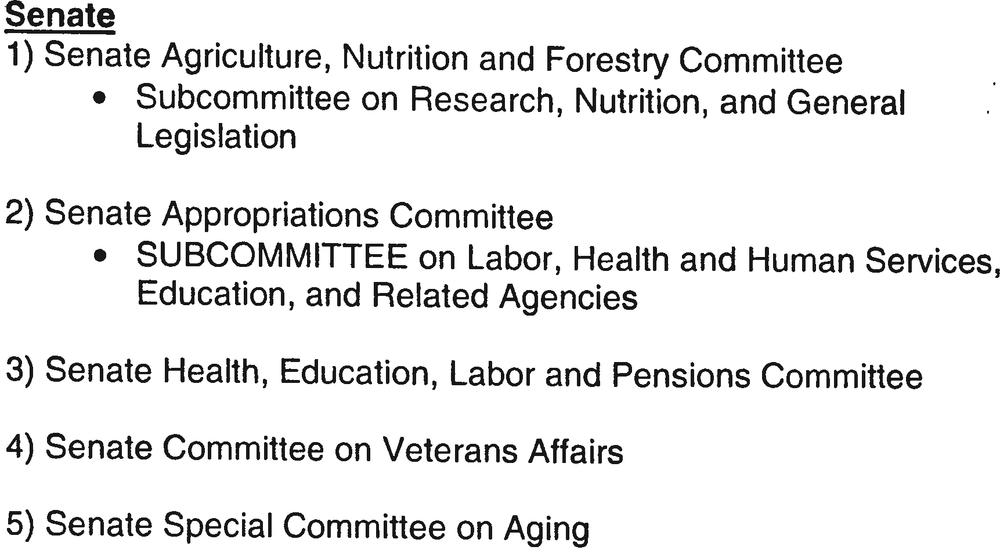 Senate
1) Senate Agriculture, Nutrition and Forestry Committee
• Subcommittee on Research, Nutrition, and General
Legislation
2) Senate Appropriations Committee
• SUBCOMMITTEE on Labor, Health and Human Services,
Education, and Related Agencies
3) Senate Health, Education, Labor and Pensions Committee
4) Senate Committee on Veterans Affairs
5) Senate Special Committee on Aging